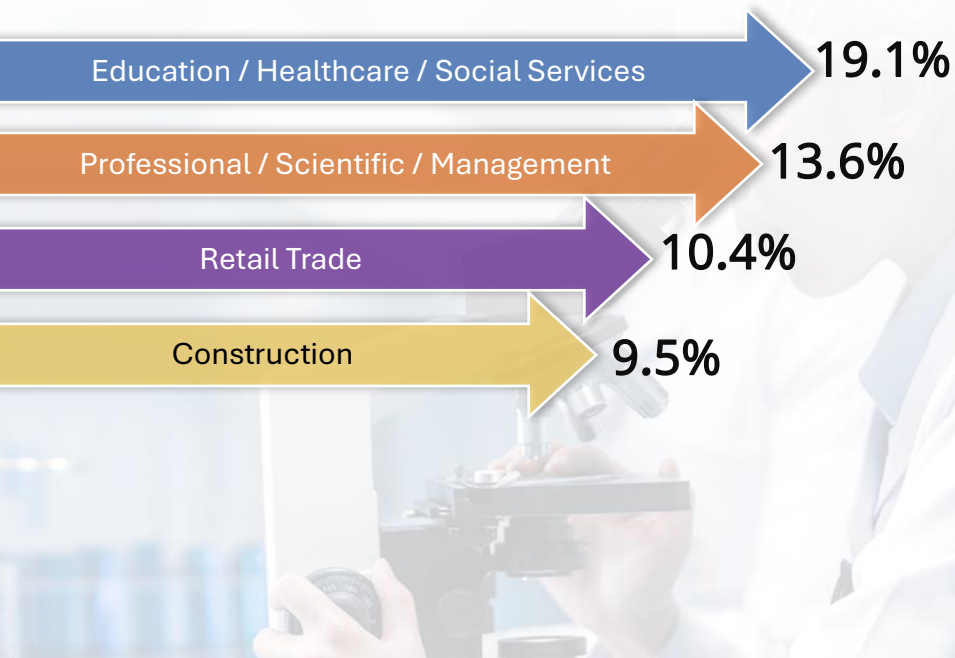 Education / Healthcare / Social Services 19.1%
Professional / Scientific / Management 13.6%
Retail Trade 10.4%
Construction 9.5%